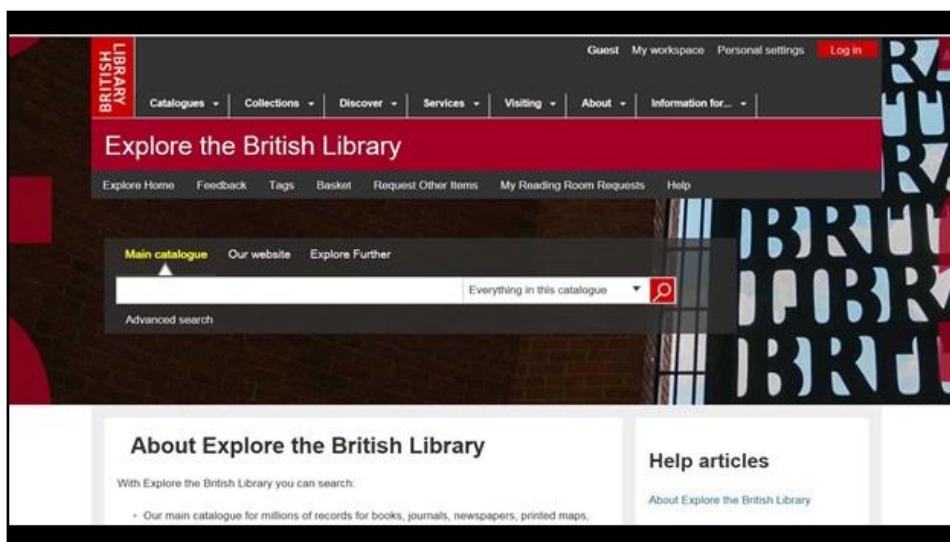 BRITISH
LIBRARY
Guest My workspace Personal settings Log in
Catalogues Collections Discover Services Visiting About Information for...
Explore the British Library
Explore Home Feedback Tags Basket Request Other Items My Reading Room Requests Help
Main catalogue Our website Explore Further
Everything in this catalogue
Advanced search
About Explore the British Library
With Explore the British Library you can search:
Our main catalogue for millions of records for books, journals, newspapers, printed maps,
Help articles
About Explore the British Library